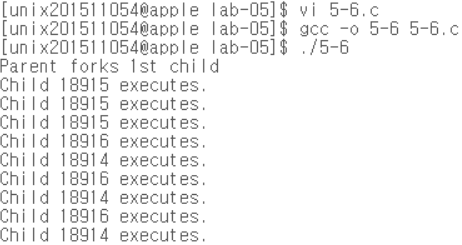 [unix201511054@apple lab-05]$ vi 5-6.c
[unix201511054@apple lab-05]$ gcc -o 5-6 5-6.c
[unix201511054@apple lab-05]$ ./5-6
Parent forks 1st child
Child 18915 executes.
Child 18915 executes.
Child 18915 executes.
Child 18916 executes.
Child 18914 executes.
Child 18916 executes.
Child 18914 executes.
Child 18916 executes.
Child 18914 executes.